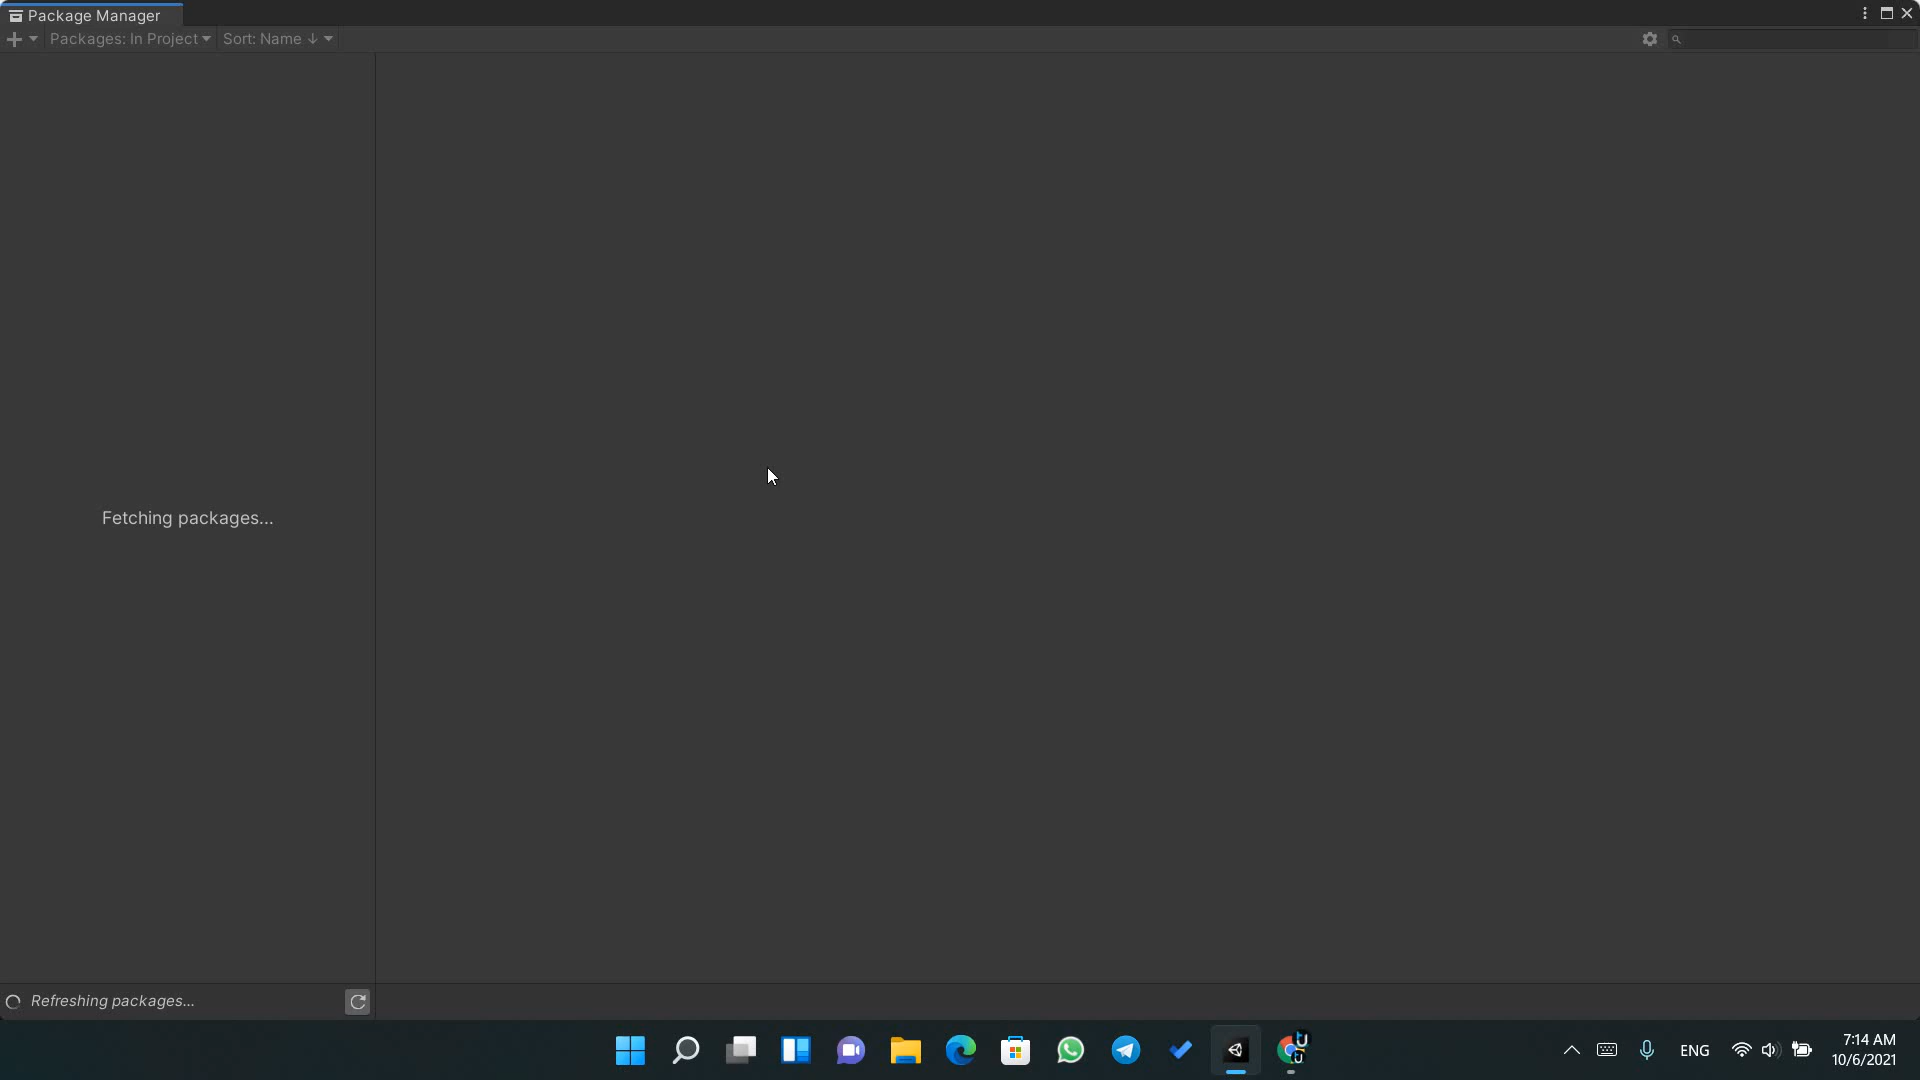 Package Manager
Packages: In Project
Sort: Name ↓
Fetching packages...
Refreshing packages...
ENG
7:14 AM
10/6/2021